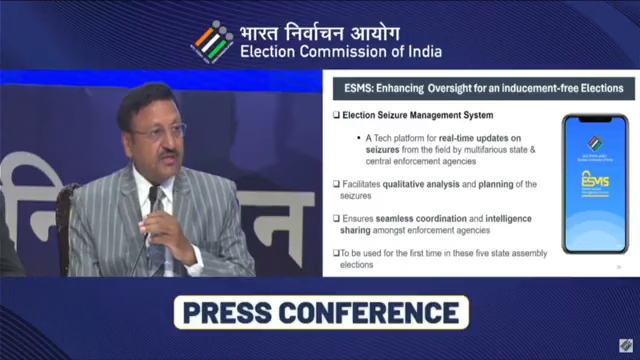 भारत निर्वाचन आयोग
Election Commission of India
ESMS: Enhancing Oversight for an inducement-free Elections
Election Seizure Management System
A Tech platform for real-time updates on
seizures from the field by multifarious state &
central enforcement agencies
Facilitates qualitative analysis and planning of the
seizures
Ensures seamless coordination and intelligence
sharing amongst enforcement agencies
To be used for the first time in these five state assembly
elections
ESMS
PRESS CONFERENCE